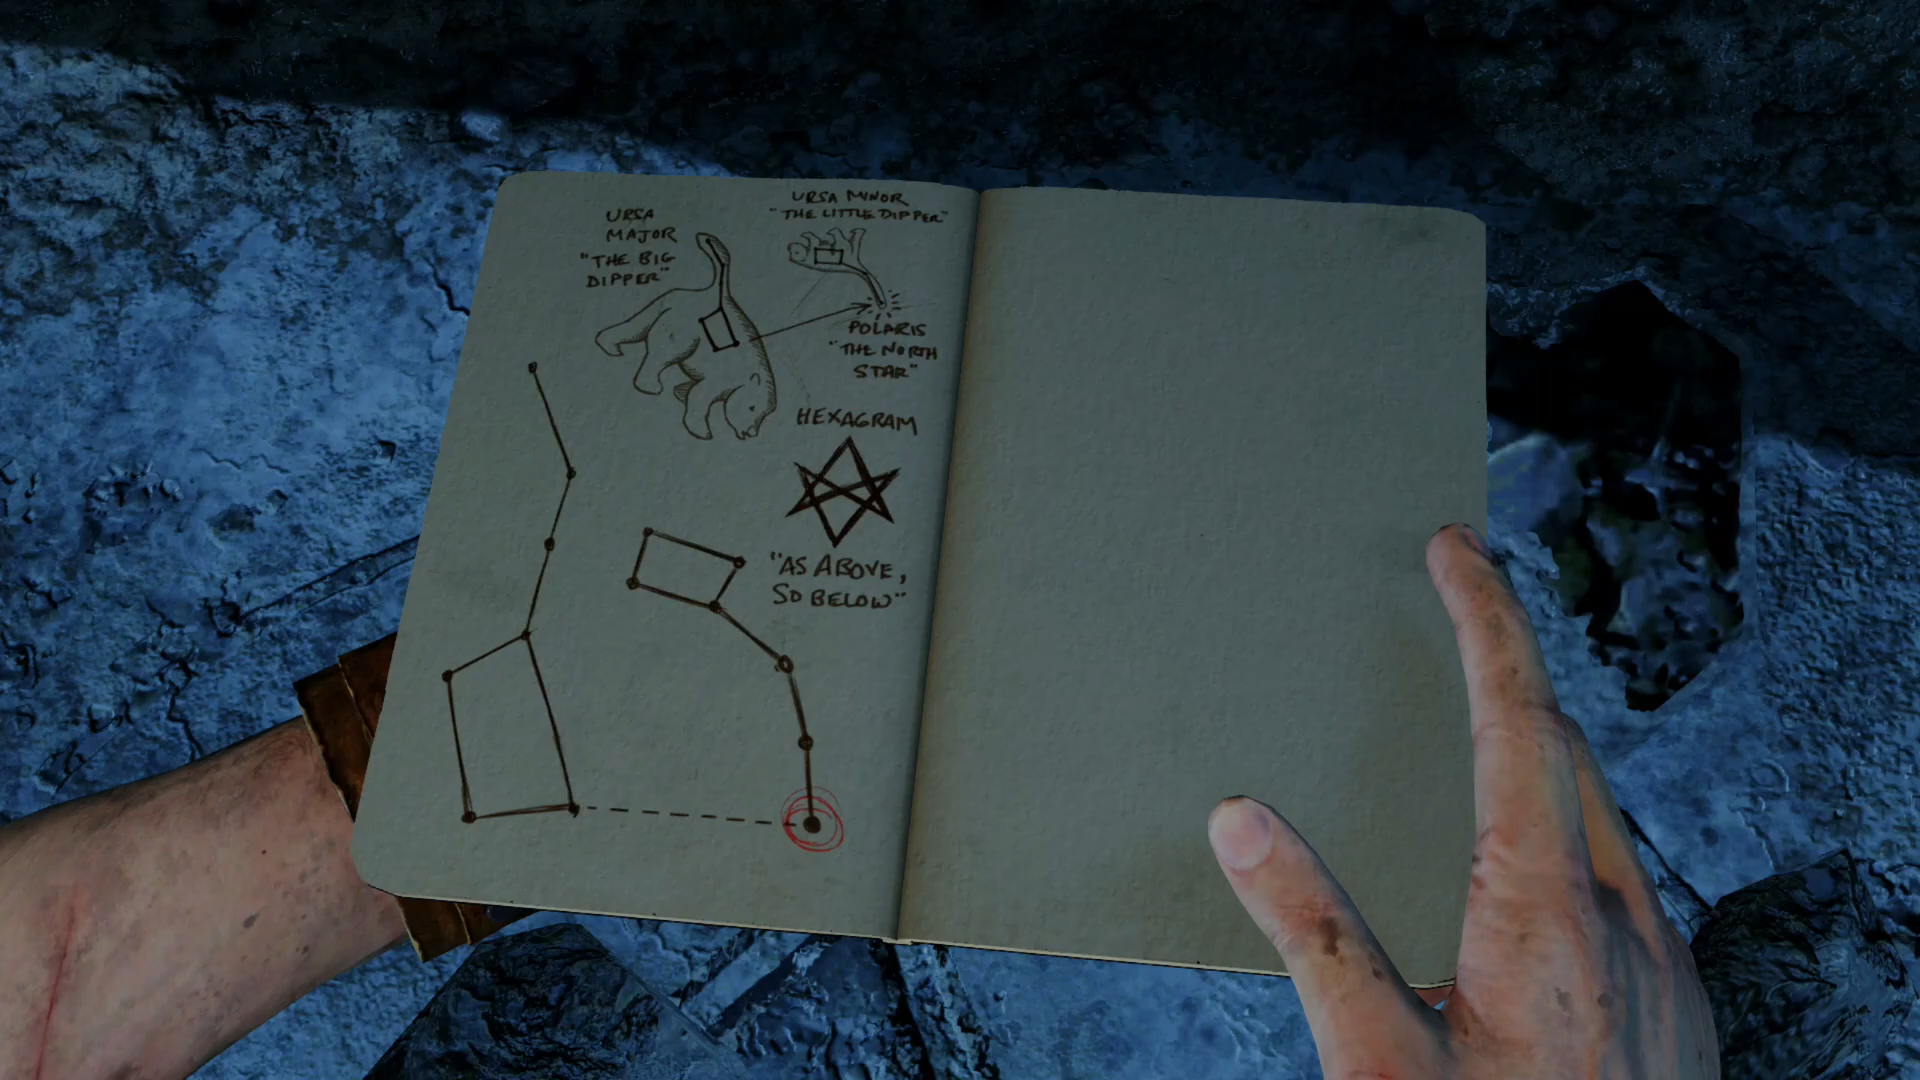 URSA
MAJOR
"THE BIG
DIPPER"
URSA MINOR
"THE LITTLE DIPPER"
POLARIS
"THE NORTH
STAR"
HEXAGRAM
"AS ABOVE,
SO BELOW"